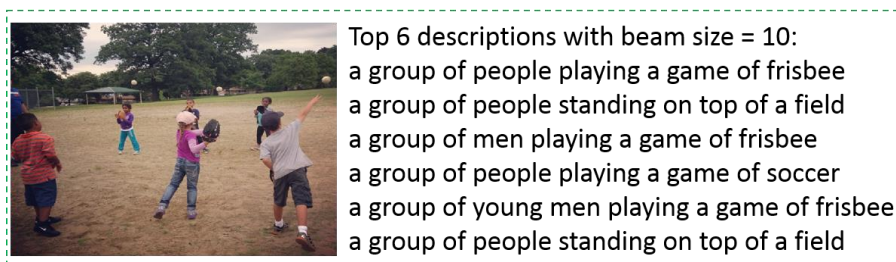 Top 6 descriptions with beam size = 10:
a group of people playing a game of frisbee
a group of people standing on top of a field
a group of men playing a game of frisbee
a group of people playing a game of soccer
a group of young men playing a game of frisbee
a group of people standing on top of a field